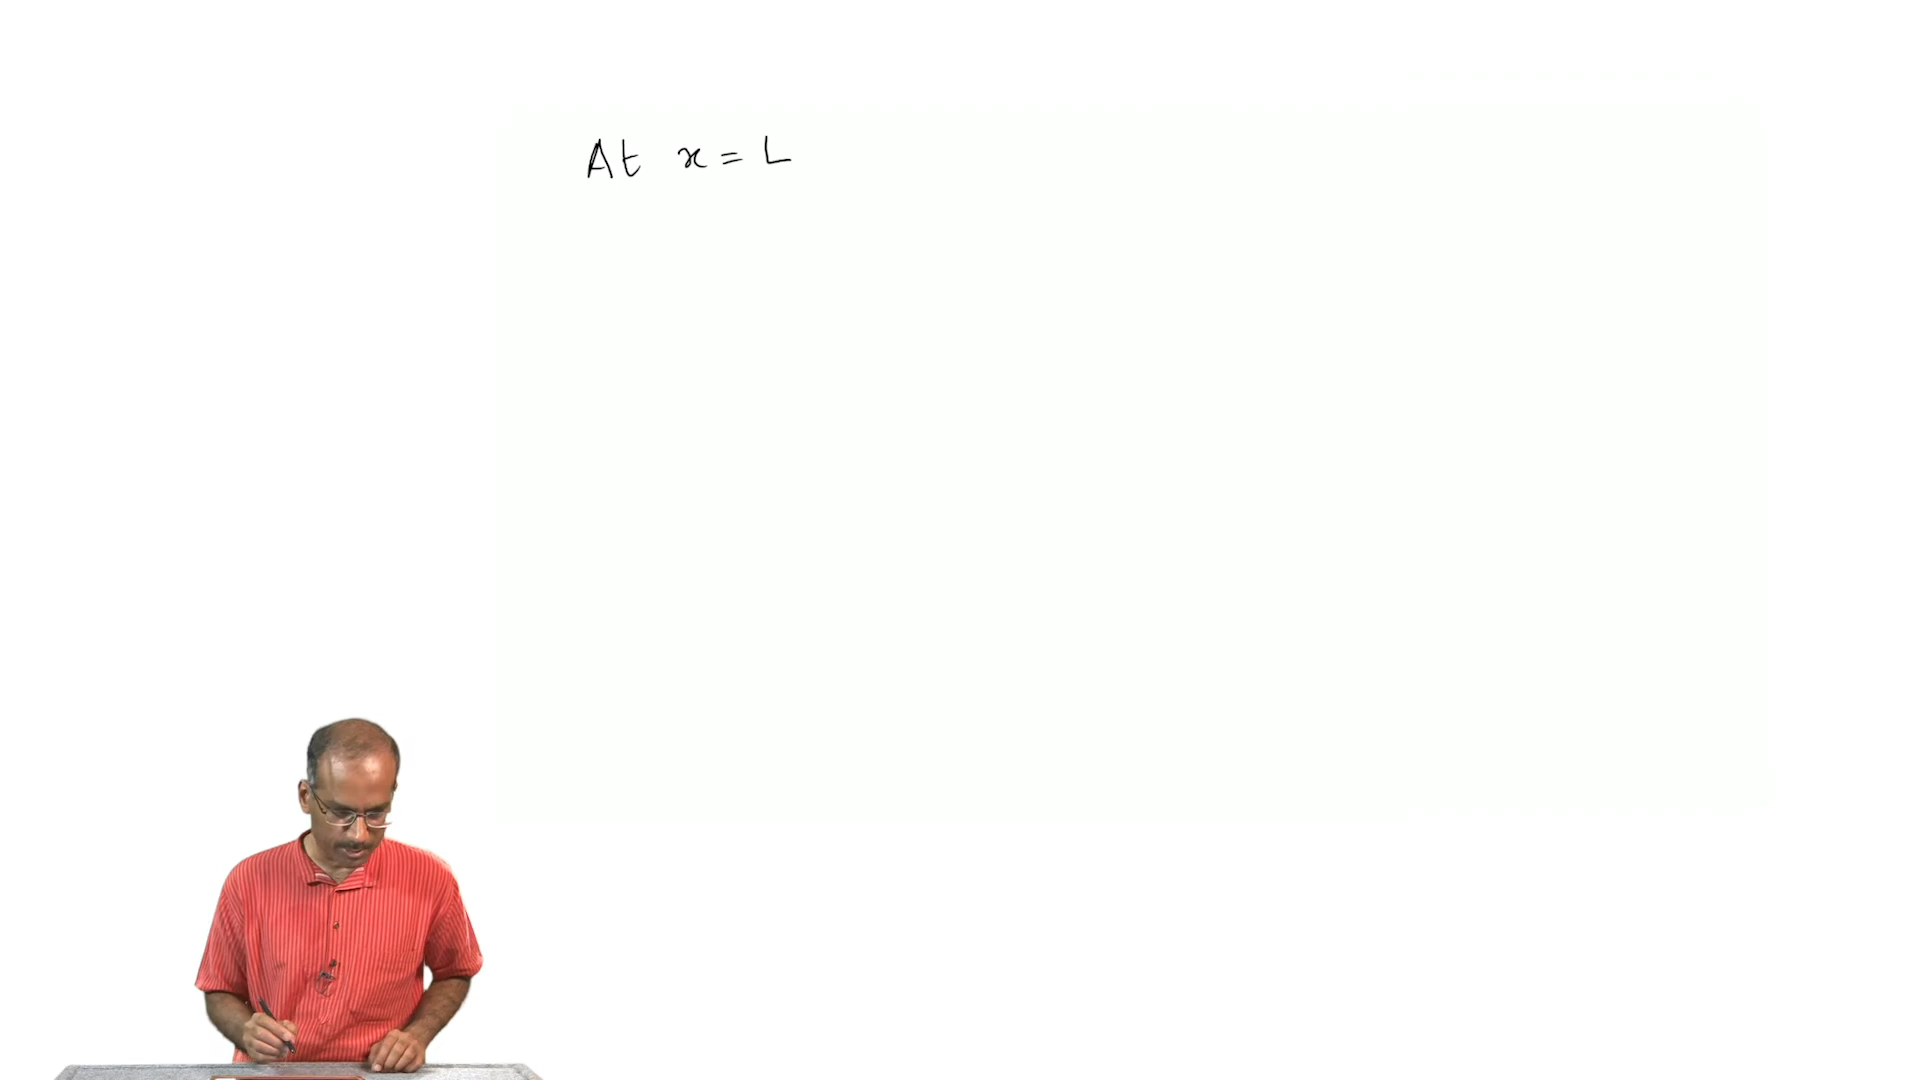 At x = L